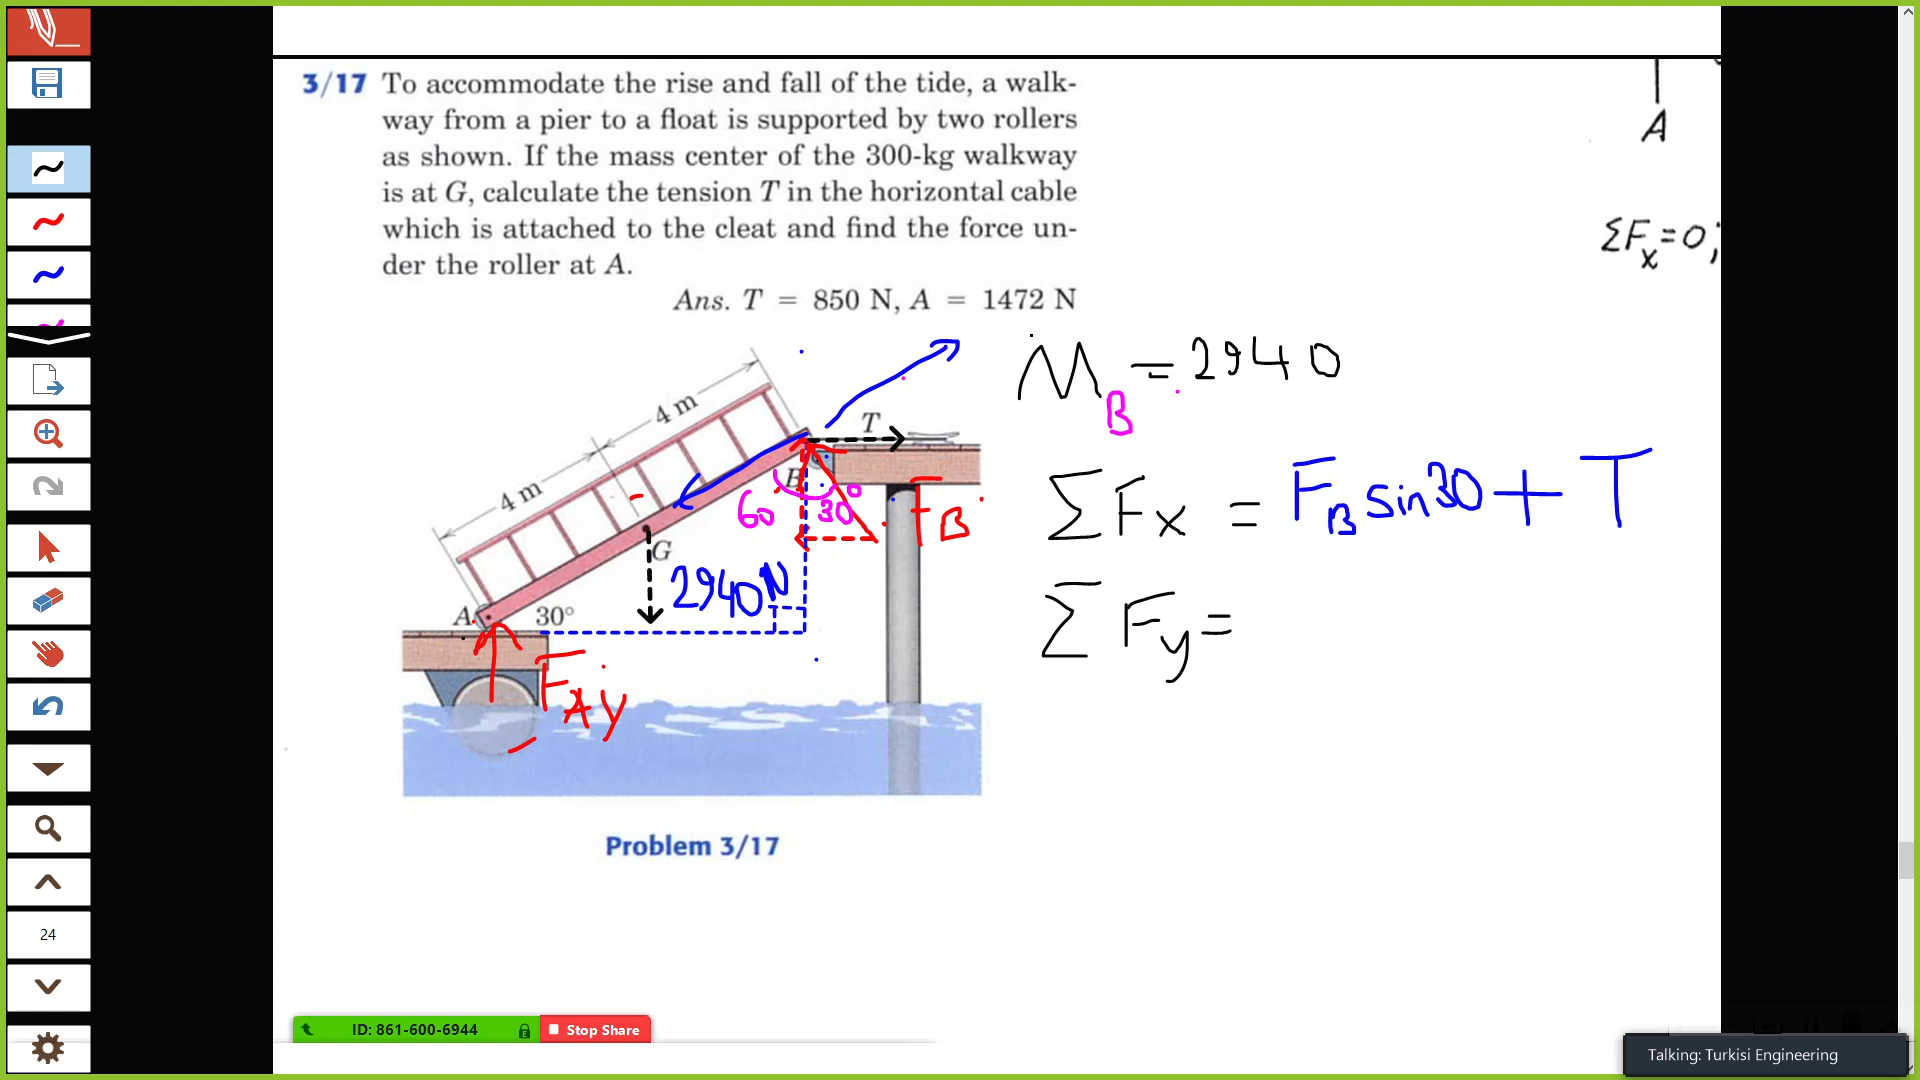 3/17 To accommodate the rise and fall of the tide, a walk-
way from a pier to a float is supported by two rollers
as shown. If the mass center of the 300-kg walkway
is at G, calculate the tension T in the horizontal cable
which is attached to the cleat and find the force un-
der the roller at A.
Ans. T = 850 N, A = 1472 N
A
ΣFx=0;
M_B = 2940
ΣFx = F_B sin30 + T
ΣFy =
4 m
4 m
T
B
60 30°
F_B
G
2940N
A
30°
F_Ay
Problem 3/17
24
ID: 861-600-6944
Stop Share
Talking: Turkisi Engineering